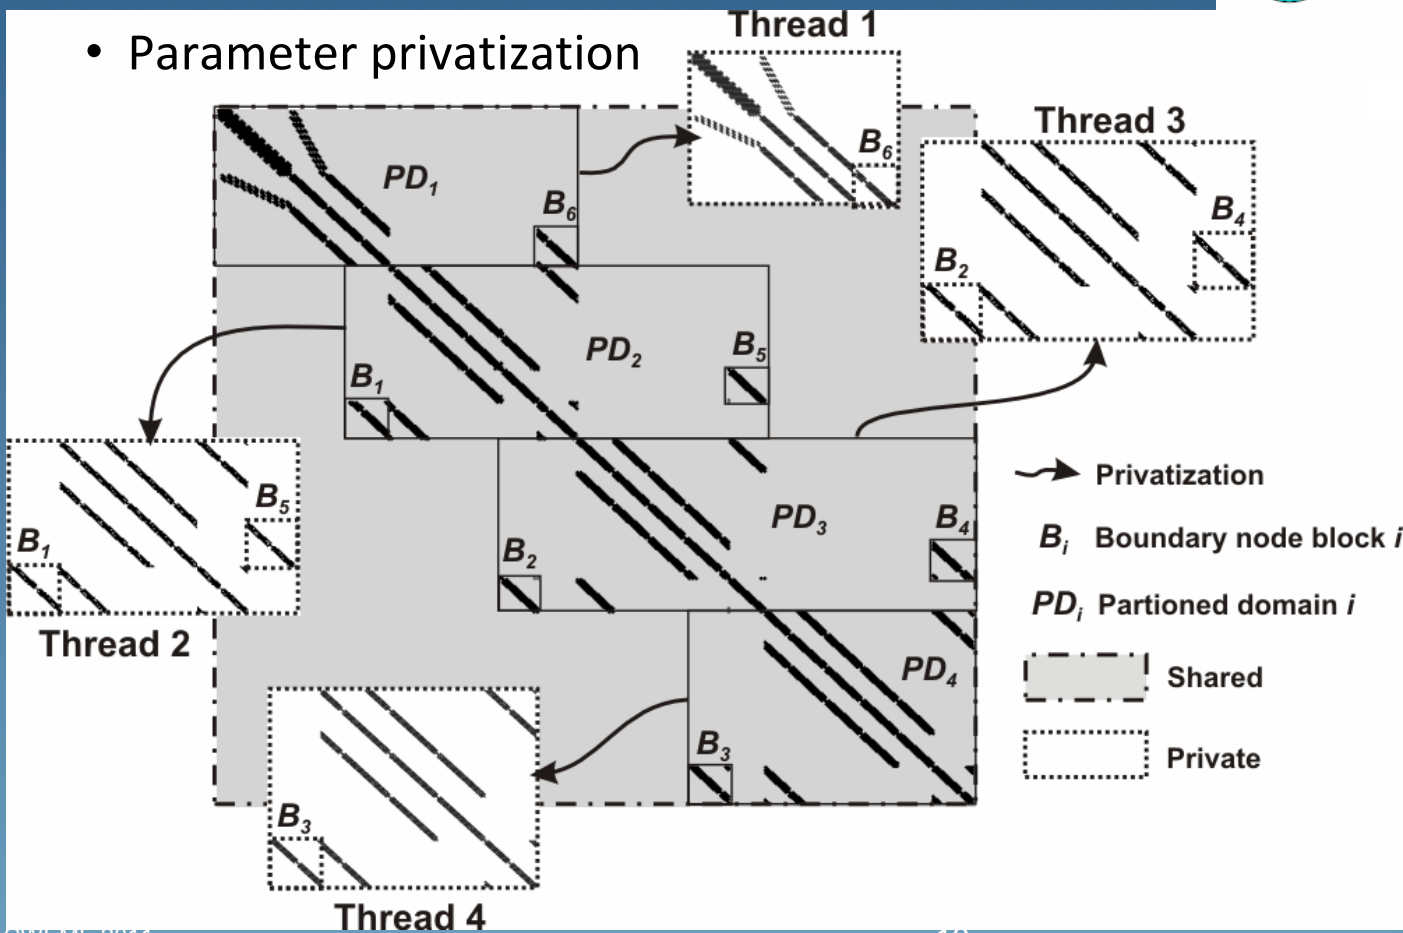 • Parameter privatization
Thread 1
B6
Thread 3
B4
B2
PD1
B6
PD2
B5
B1
Thread 2
B5
B1
PD3
B4
B2
PD4
B3
Thread 4
B3
Privatization
Bi Boundary node block i
PDi Partioned domain i
Shared
Private